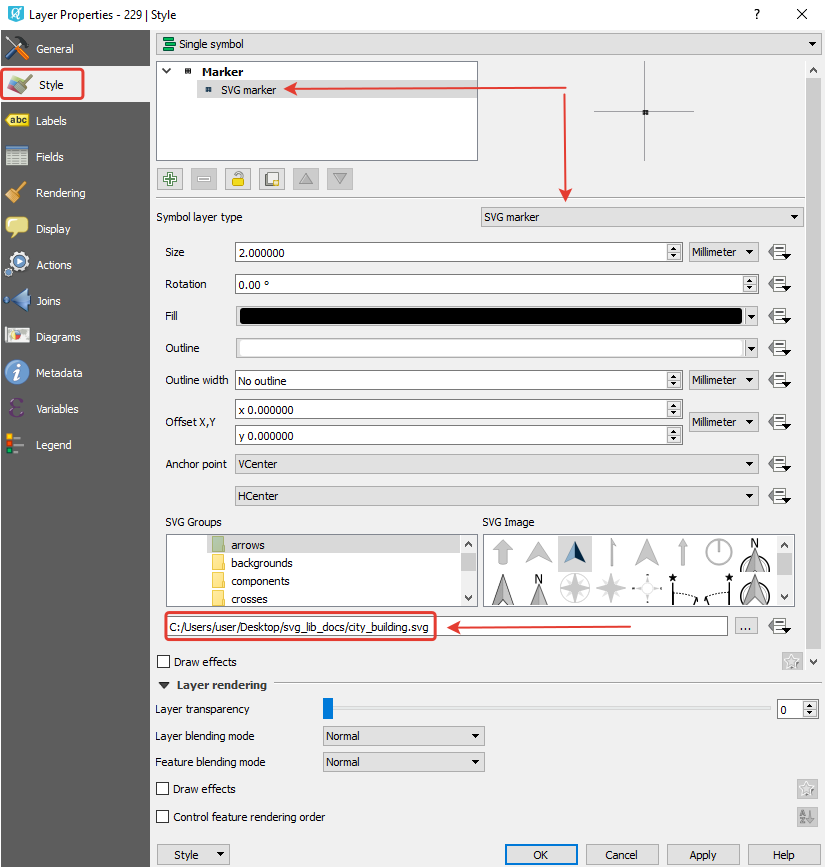 Layer Properties - 229 | Style
General
Style
abc Labels
Fields
Rendering
Display
Actions
Joins
Diagrams
Metadata
Variables
Legend
Single symbol
Marker
SVG marker
Symbol layer type SVG marker
Size 2.000000 Millimeter
Rotation 0.00 °
Fill
Outline
Outline width No outline Millimeter
Offset X,Y x 0.000000 Millimeter
y 0.000000
Anchor point VCenter
HCenter
SVG Groups SVG Image
arrows
backgrounds
components
crosses
N
N
C:/Users/user/Desktop/svg_lib_docs/city_building.svg ...
Draw effects
Layer rendering
Layer transparency 0
Layer blending mode Normal
Feature blending mode Normal
Draw effects
Control feature rendering order
Style OK Cancel Apply Help